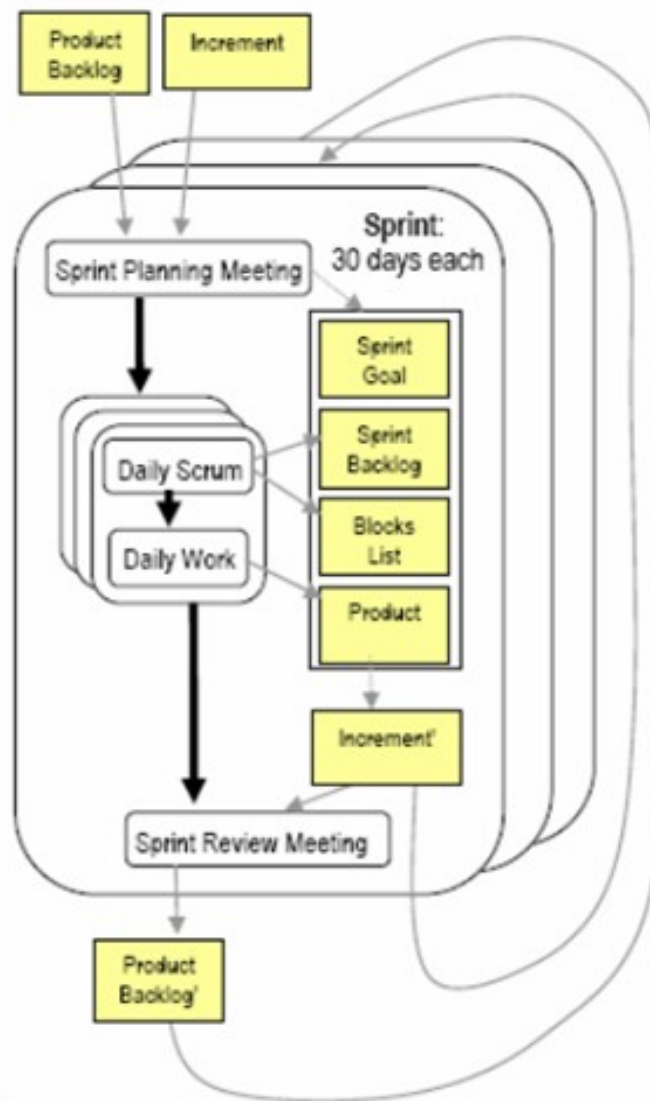 Product
Backlog
Increment
Sprint:
30 days each
Sprint Planning Meeting
Sprint
Goal
Sprint
Backlog
Daily Scrum
Blocks
List
Daily Work
Product
Increment'
Sprint Review Meeting
Product
Backlog'